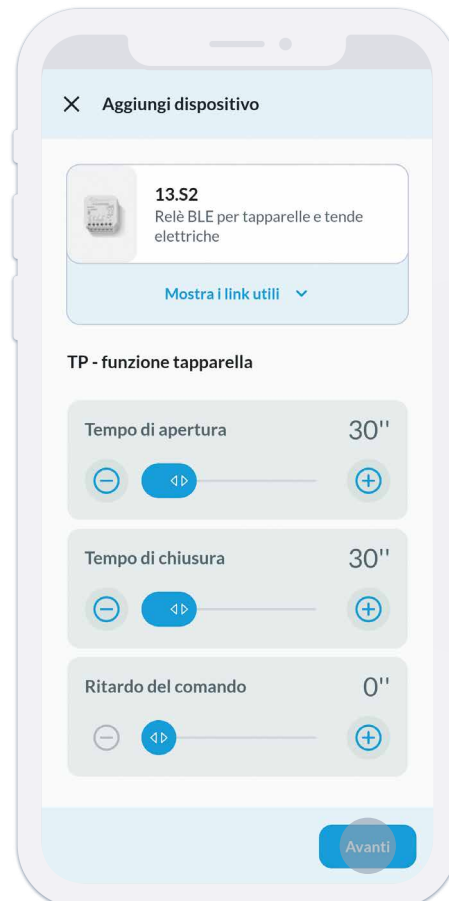 Aggiungi dispositivo
13.S2
Relè BLE per tapparelle e tende
elettriche
Mostra i link utili
TP - funzione tapparella
Tempo di apertura 30''
Tempo di chiusura 30''
Ritardo del comando 0''
Avanti